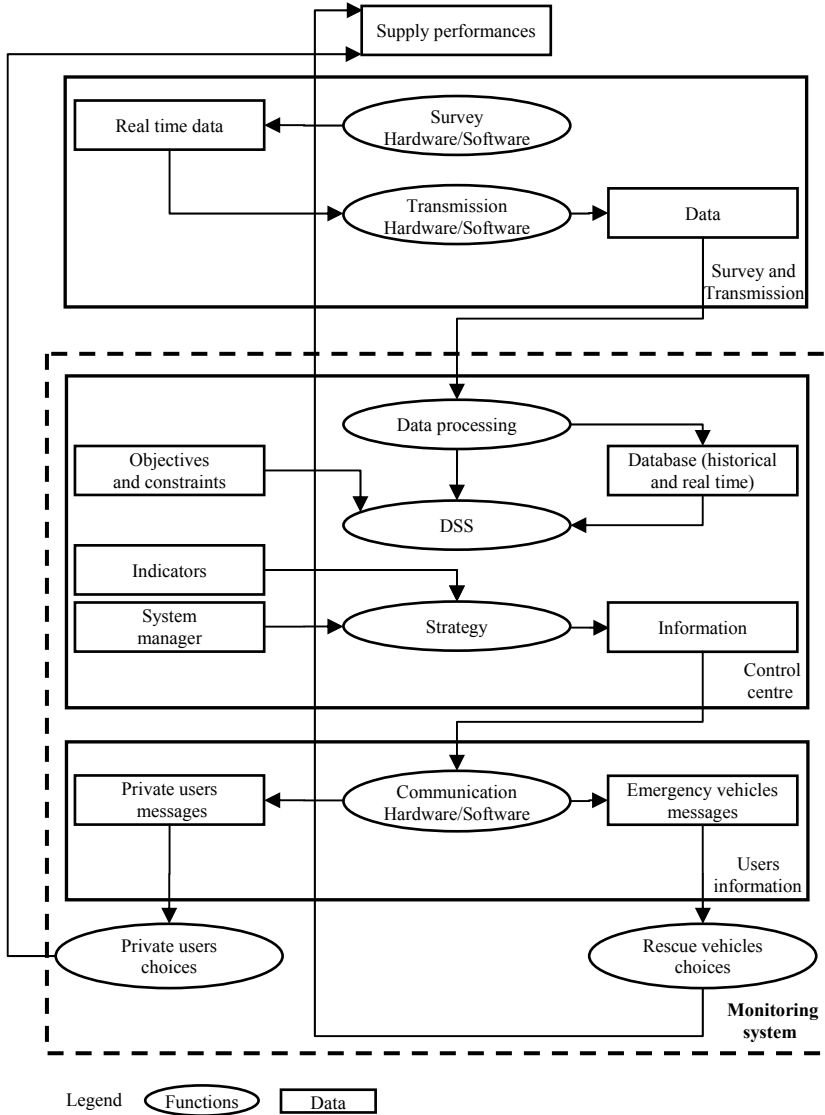 Supply performances
Real time data
Survey
Hardware/Software
Transmission
Hardware/Software
Data
Survey and
Transmission
Data processing
Objectives
and constraints
Database (historical
and real time)
DSS
Indicators
System
manager
Strategy
Information
Control
centre
Private users
messages
Communication
Hardware/Software
Emergency vehicles
messages
Users
information
Private users
choices
Rescue vehicles
choices
Monitoring
system
Legend
Functions
Data